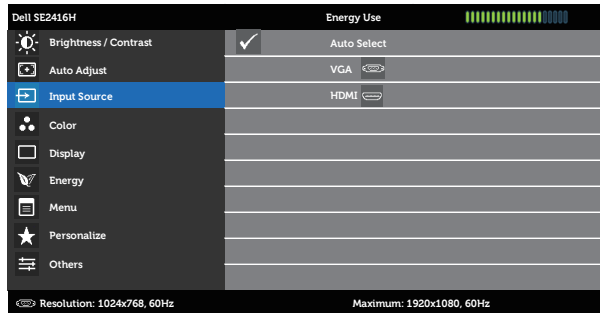 Dell SE2416H Energy Use
Brightness / Contrast Auto Select
Auto Adjust VGA
Input Source HDMI
Color
Display
Energy
Menu
Personalize
Others
Resolution: 1024x768, 60Hz Maximum: 1920x1080, 60Hz